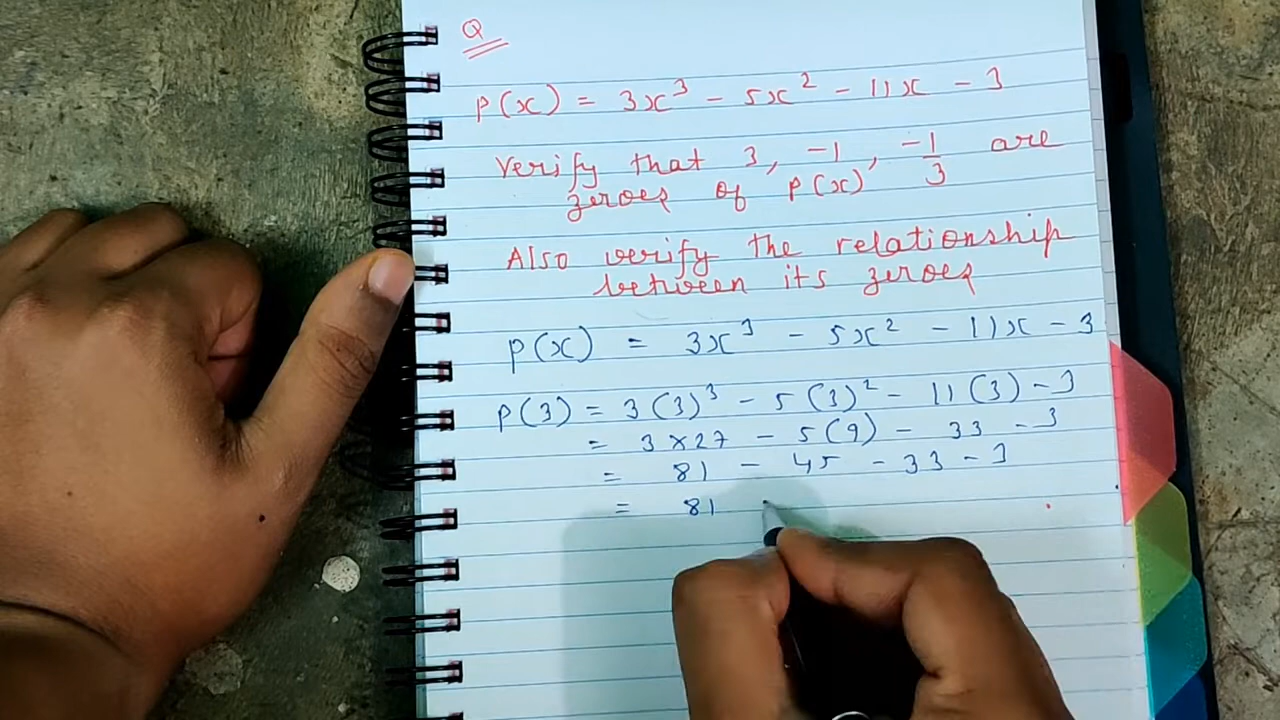 Q
p(x) = 3x³ - 5x² - 11x - 3
Verify that 3, -1, -1/3 are
zeroes of p(x)
Also verify the relationship
between its zeroes
p(x) = 3x³ - 5x² - 11x - 3
p(3) = 3(3)³ - 5(3)² - 11(3) - 3
= 3×27 - 5(9) - 33 - 3
= 81 - 45 - 33 - 3
= 81